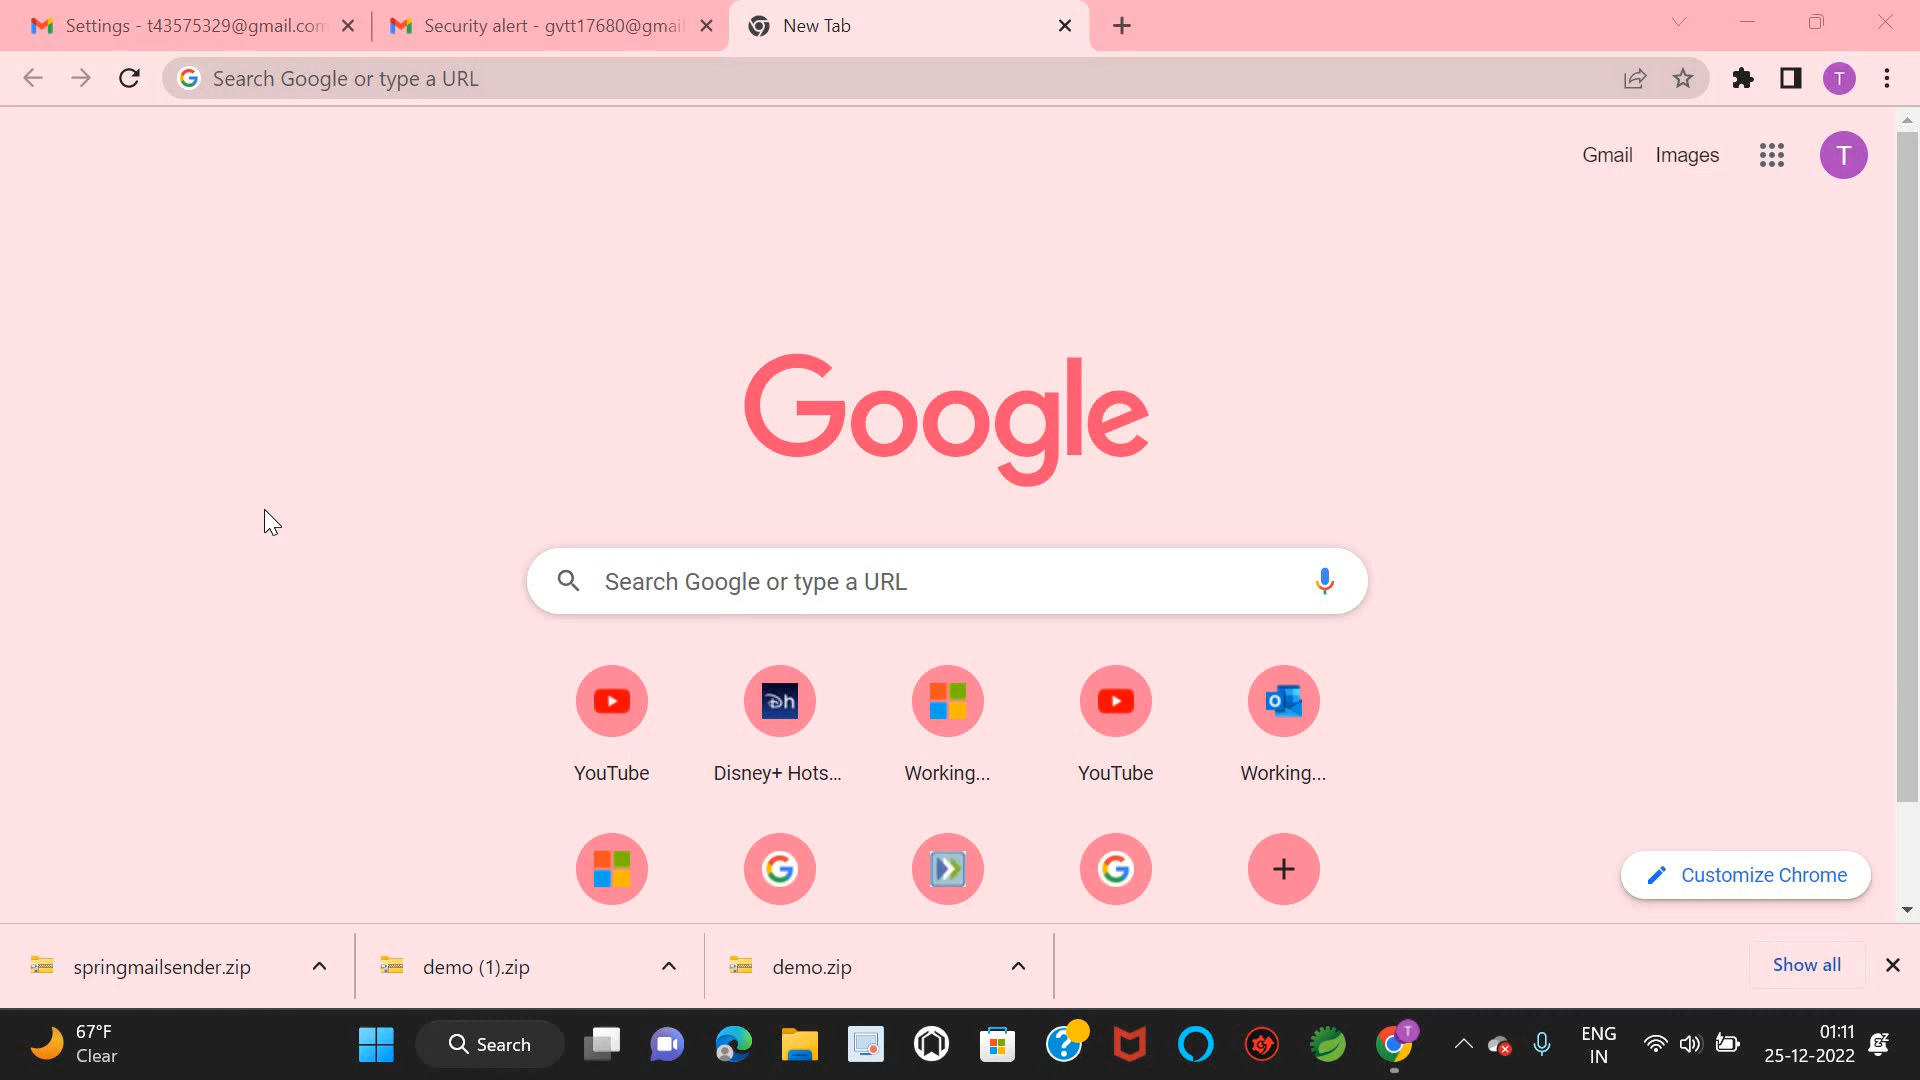 Settings - t43575329@gmail.com
Security alert - gvtt17680@gmail
New Tab
Search Google or type a URL
T
Gmail
Images
T
Google
Search Google or type a URL
YouTube
Disney+ Hots...
Working...
YouTube
Working...
Customize Chrome
springmailsender.zip
demo (1).zip
demo.zip
Show all
67°F
Clear
Search
T
ENG
IN
01:11
25-12-2022